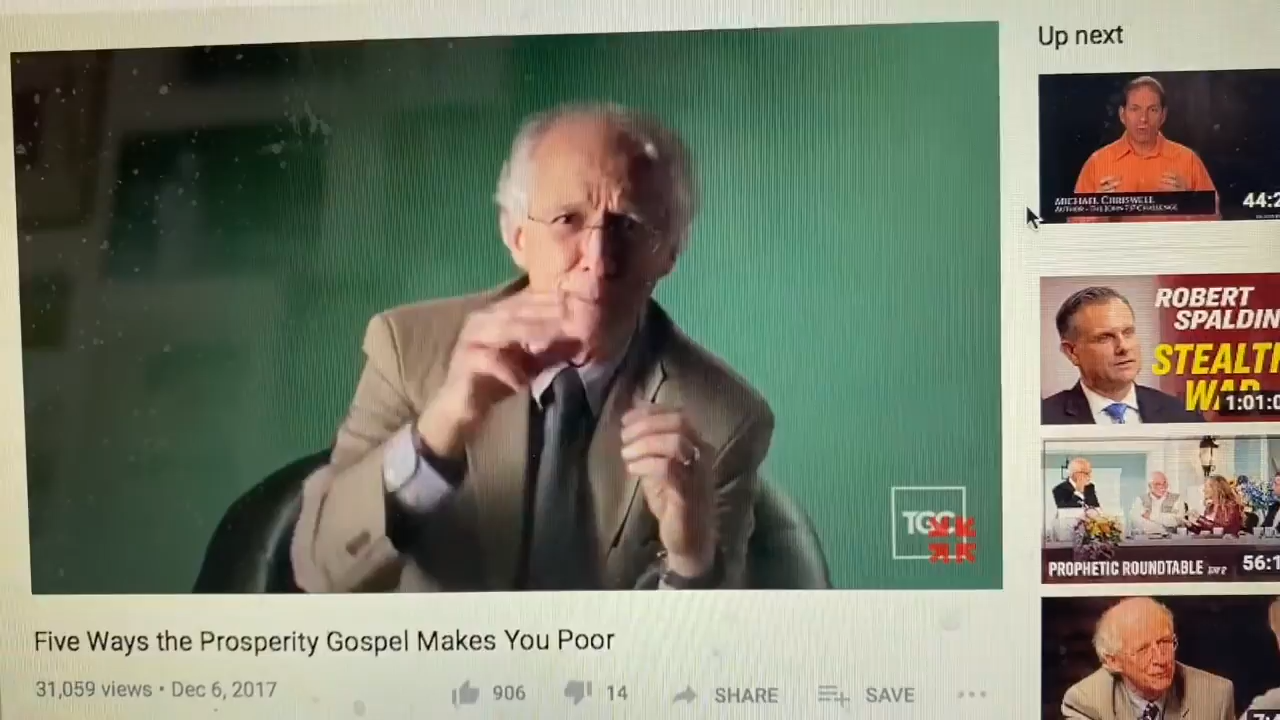 Up next
MICHAEL CHRISWELL
44:2
ROBERT
SPALDIN
STEALT
WAR
1:01:0
PROPHETIC ROUNDTABLE
56:1
TGC
Five Ways the Prosperity Gospel Makes You Poor
31,059 views • Dec 6, 2017
906
14
SHARE
SAVE